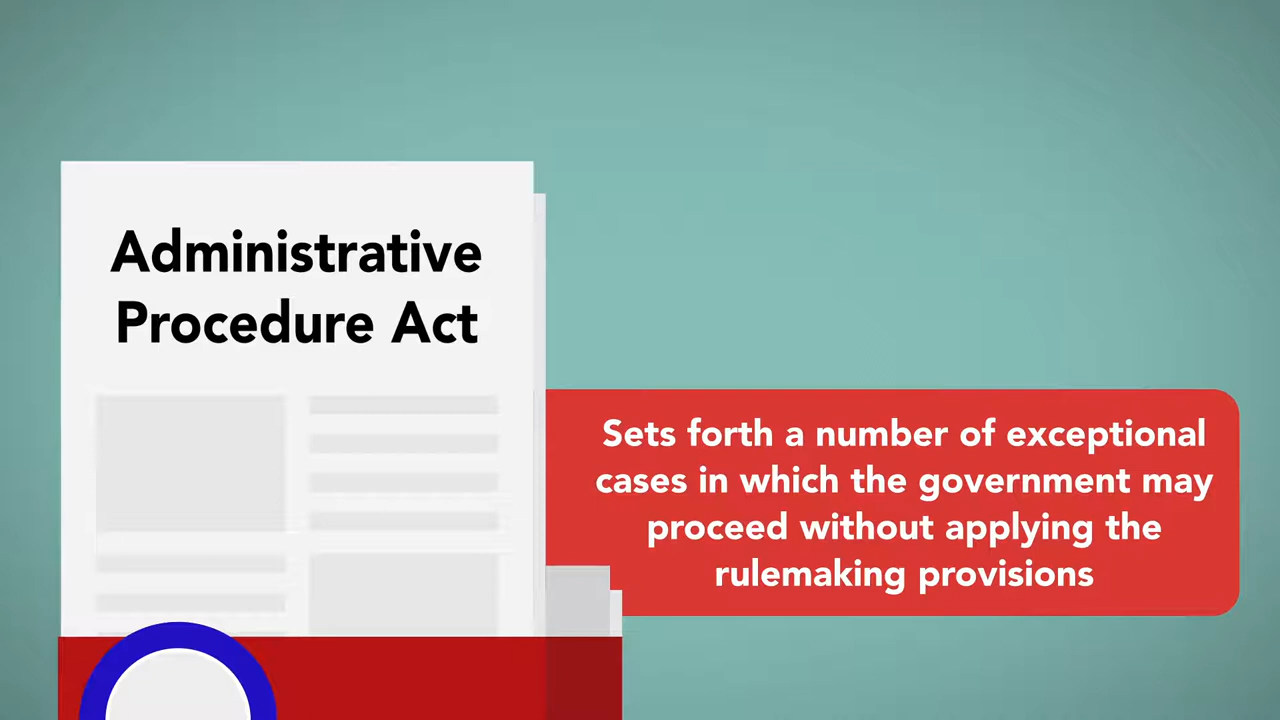 Administrative
Procedure Act
Sets forth a number of exceptional
cases in which the government may
proceed without applying the
rulemaking provisions